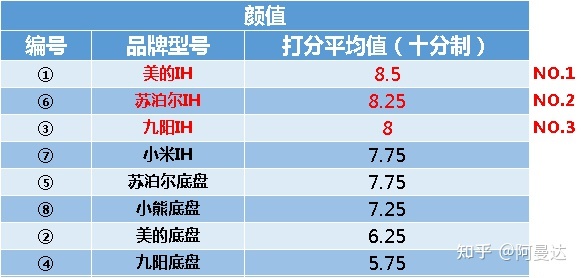 颜值
编号 品牌型号 打分平均值（十分制）
① 美的IH 8.5 NO.1
⑥ 苏泊尔IH 8.25 NO.2
③ 九阳IH 8 NO.3
⑦ 小米IH 7.75
⑤ 苏泊尔底盘 7.75
⑧ 小熊底盘 7.25
② 美的底盘 6.25
④ 九阳底盘 5.75
知乎 @阿曼达